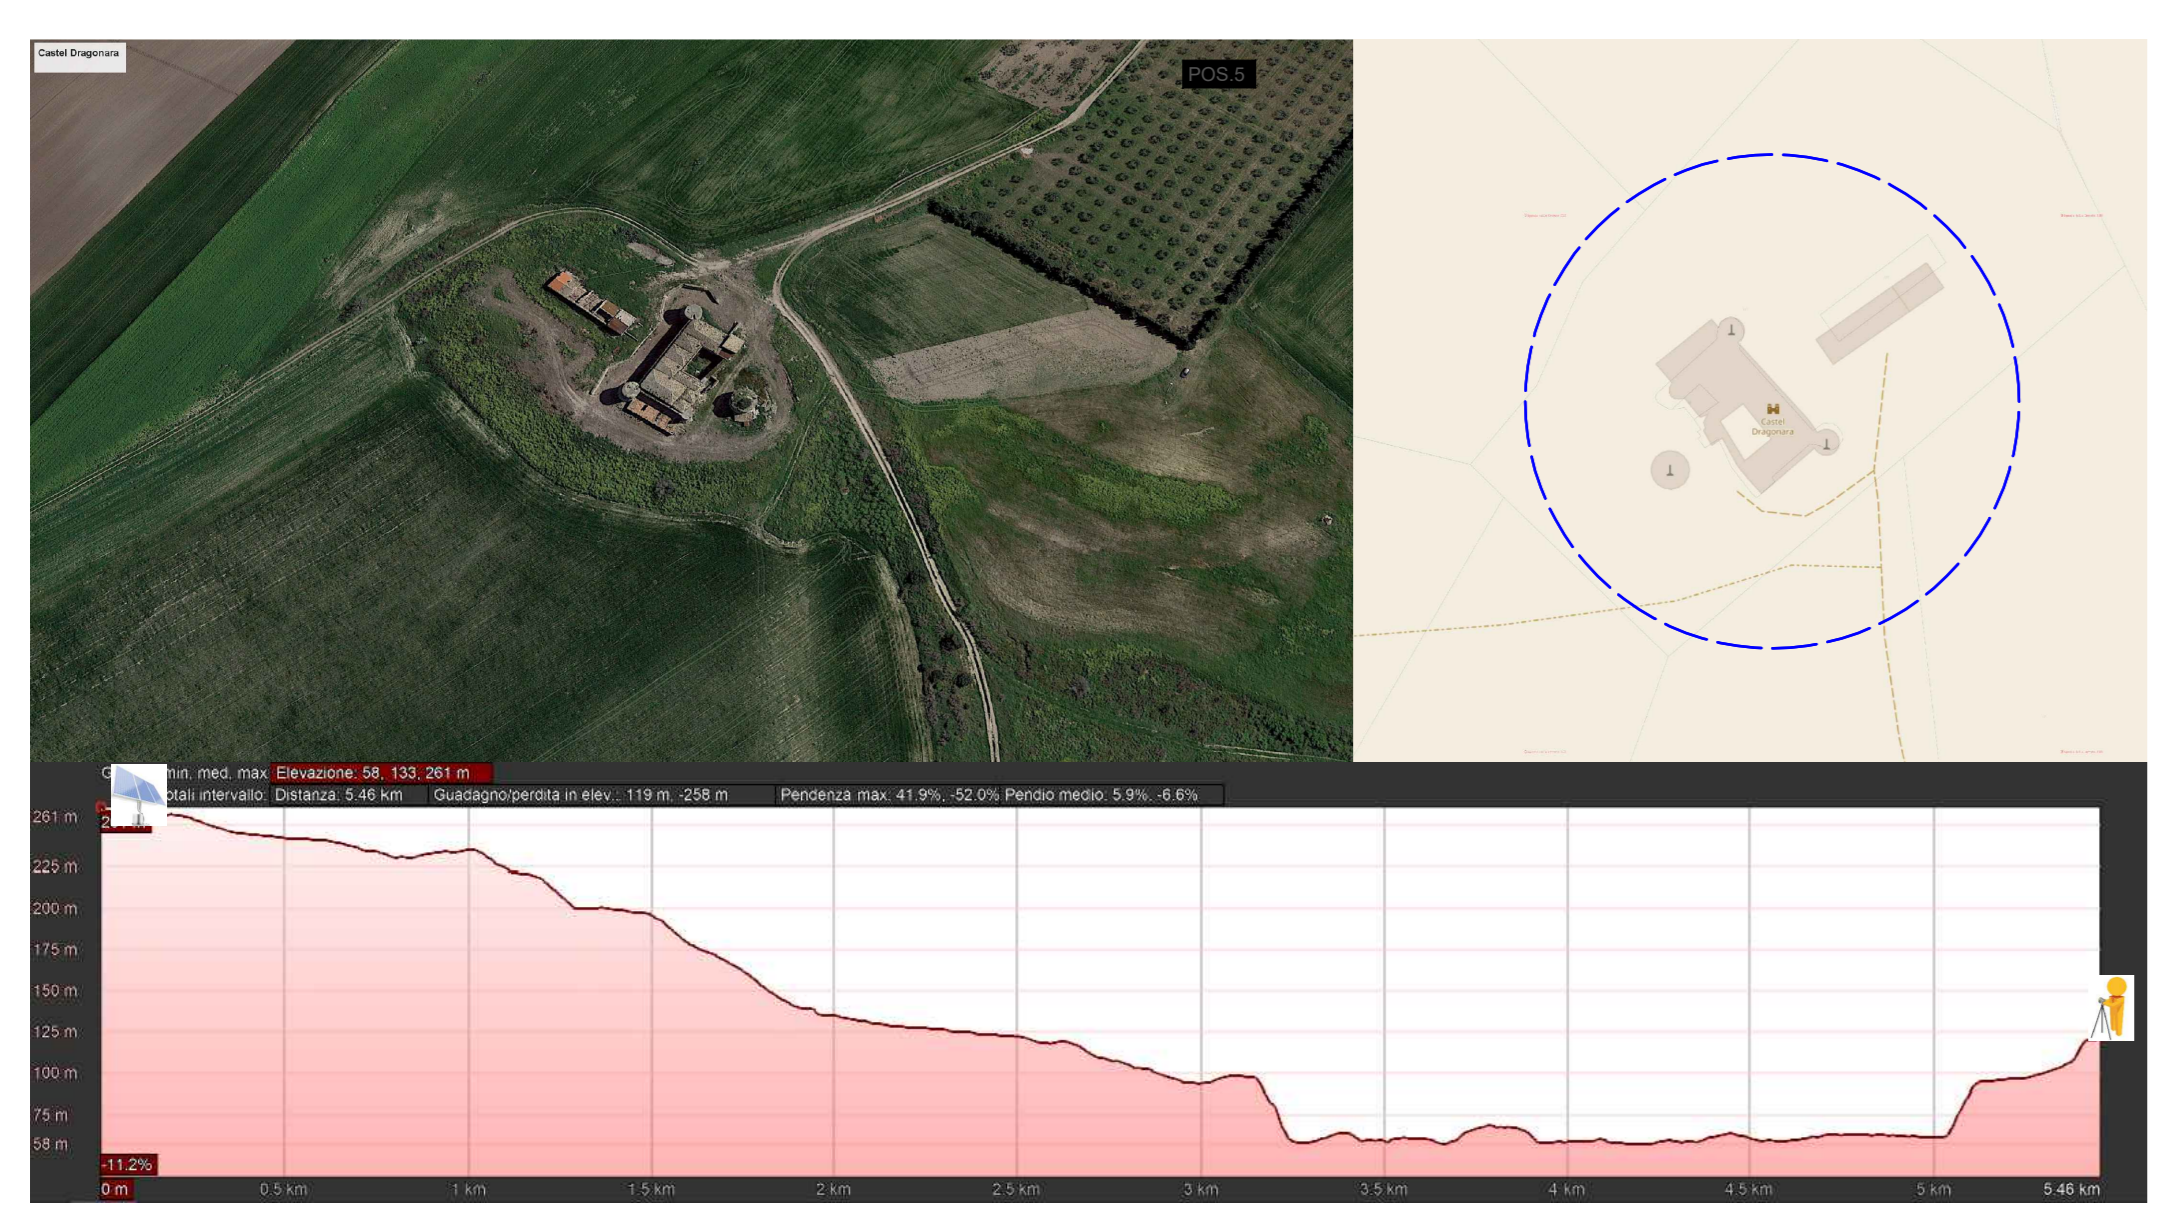 Castel Dragonara
POS.5
Castel
Dragonara
min, med, max Elevazione: 58, 133, 261 m
otali intervallo: Distanza: 5.46 km Guadagno/perdita in elev.: 119 m, -258 m Pendenza max: 41.9%, -52.0% Pendio medio: 5.9%, -6.6%
261 m
225 m
200 m
175 m
150 m
125 m
100 m
75 m
58 m
-11.2%
0 m 0.5 km 1 km 1.5 km 2 km 2.5 km 3 km 3.5 km 4 km 4.5 km 5 km 5.46 km